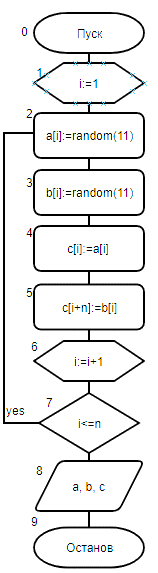 0
Пуск
1
i:=1
2
a[i]:=random(11)
3
b[i]:=random(11)
4
c[i]:=a[i]
5
c[i+n]:=b[i]
6
i:=i+1
7
yes
i<=n
8
a, b, c
9
Останов